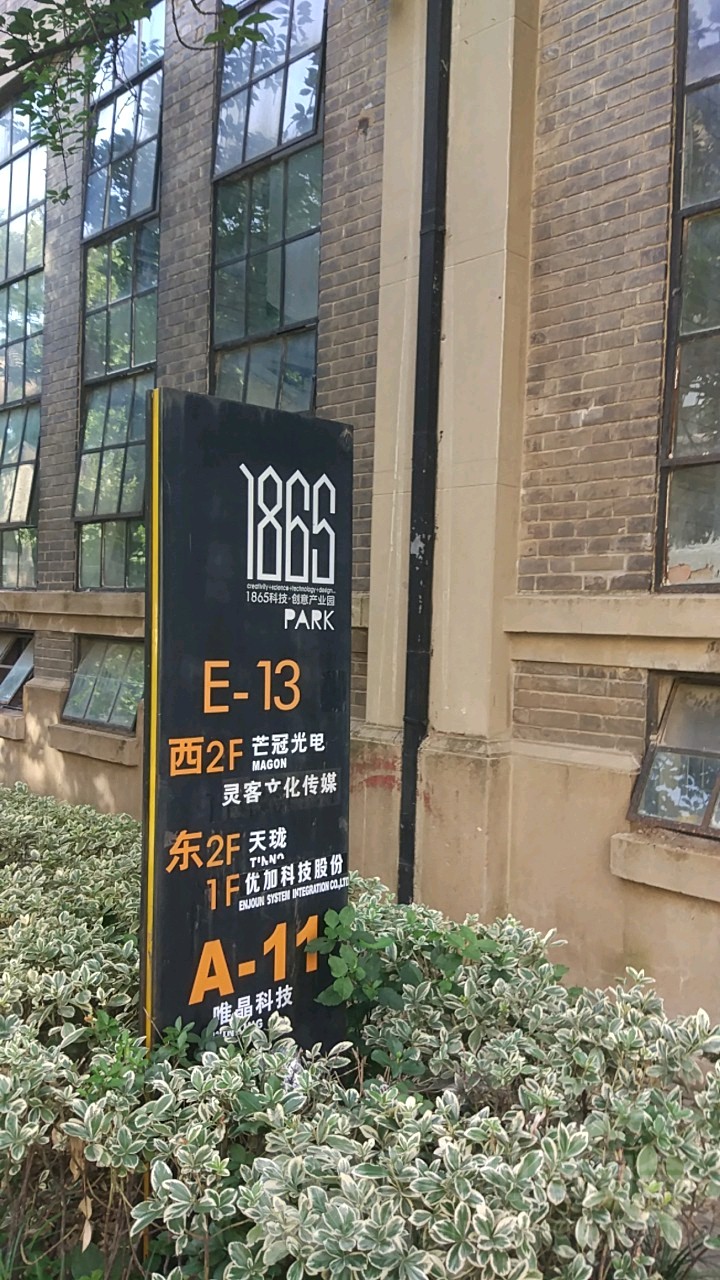 1865
creativity+science+technology+design...
1865科技·创意产业园
PARK
E-13
西2F 芒冠光电
MAGON
灵客文化传媒
东2F 天珑
1F 优加科技股份
ENJOUN SYSTEM INTEGRATION CO.,LTD
A-11
唯晶科技